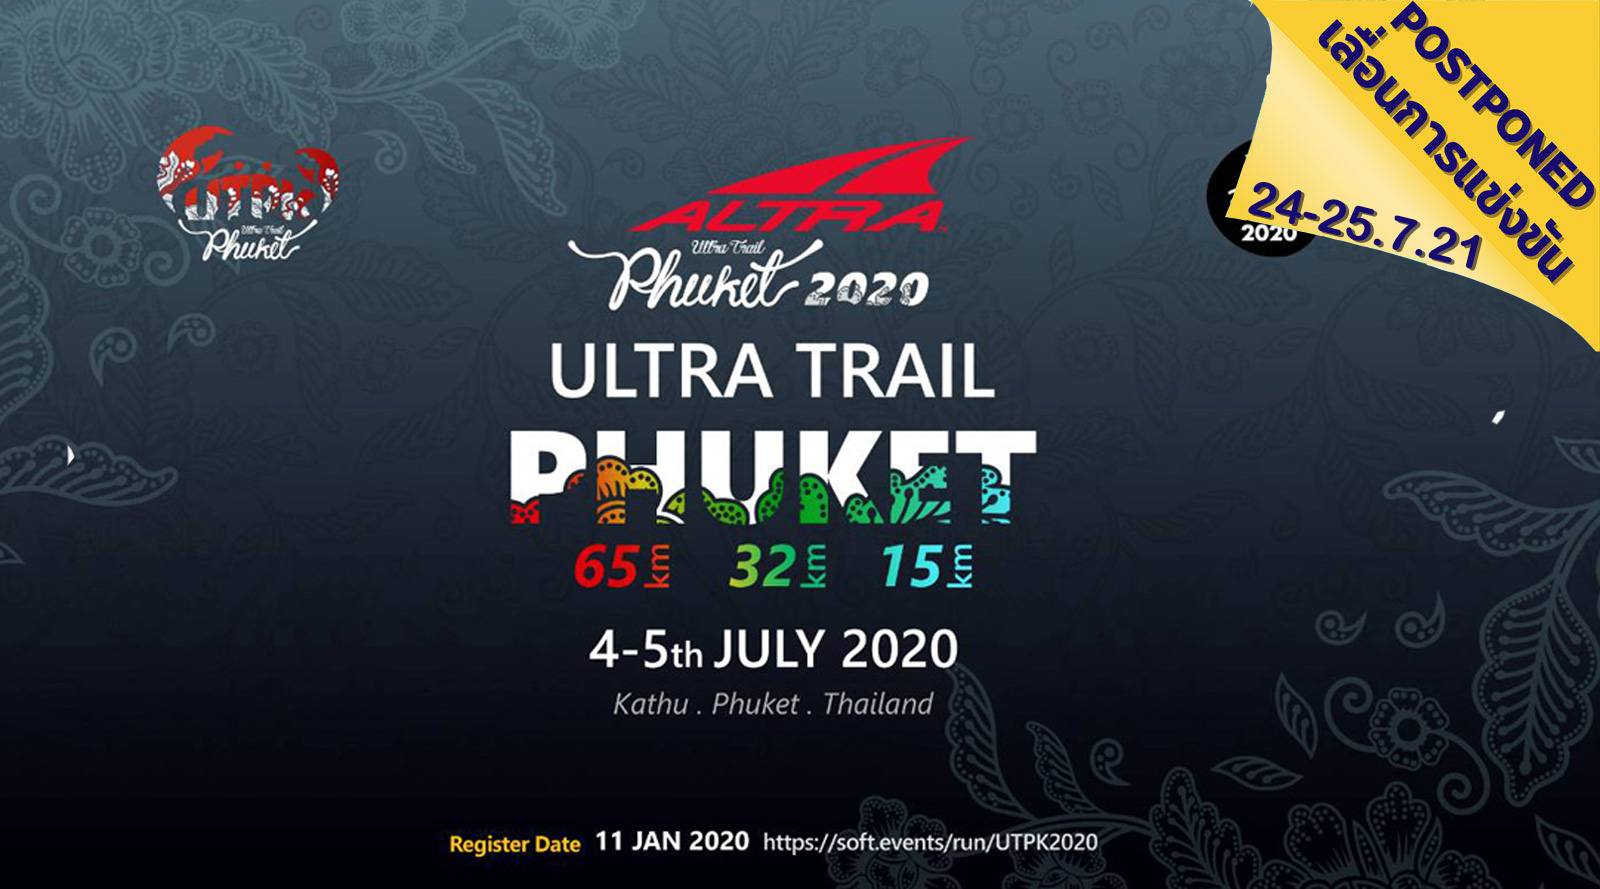 POSTPONED
เลื่อนการแข่งขัน
24-25.7.21
2020
UTPK
Ultra Trail
Phuket
ALTRA
Ultra Trail
Phuket 2020
ULTRA TRAIL
PHUKET
65 km 32 km 15 km
4-5th JULY 2020
Kathu . Phuket . Thailand
Register Date 11 JAN 2020 https://soft.events/run/UTPK2020